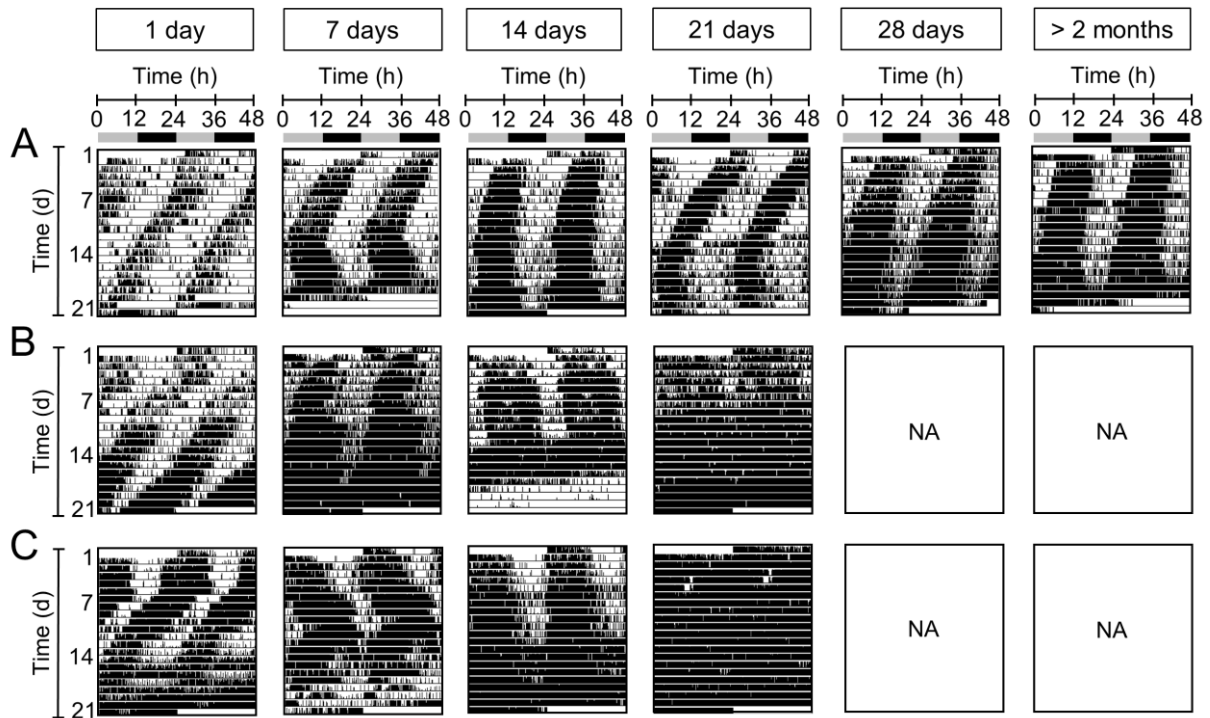 1 day 7 days 14 days 21 days 28 days > 2 months
Time (h) Time (h) Time (h) Time (h) Time (h) Time (h)
0 12 24 36 48 0 12 24 36 48 0 12 24 36 48 0 12 24 36 48 0 12 24 36 48 0 12 24 36 48
A
Time (d)
1
7
14
21
B
Time (d)
1
7
14
21
NA NA
C
Time (d)
1
7
14
21
NA NA